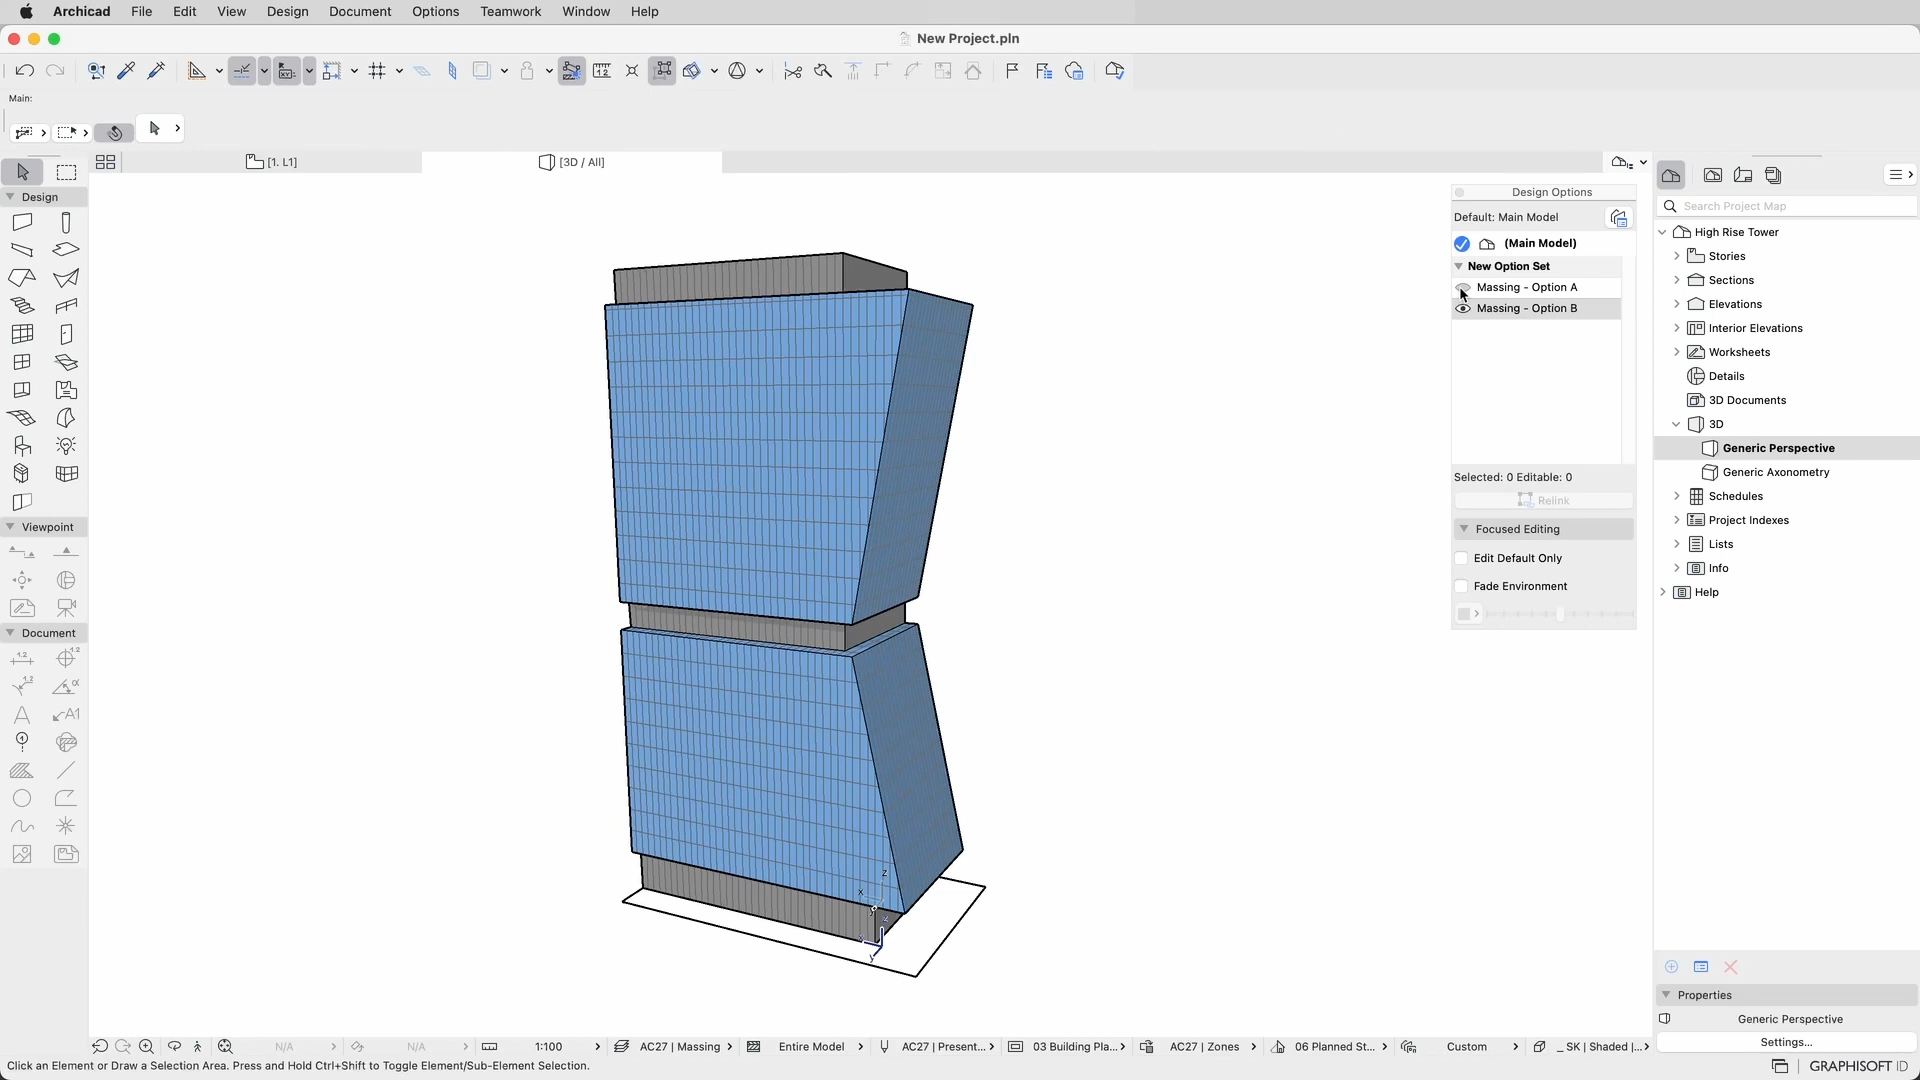 Archicad File Edit View Design Document Options Teamwork Window Help
New Project.pln
Main:
[1. L1]
[3D / All]
Design
Viewpoint
Document
Design Options
Default: Main Model
(Main Model)
New Option Set
Massing - Option A
Massing - Option B
Selected: 0 Editable: 0
Relink
Focused Editing
Edit Default Only
Fade Environment
Search Project Map
High Rise Tower
Stories
Sections
Elevations
Interior Elevations
Worksheets
Details
3D Documents
3D
Generic Perspective
Generic Axonometry
Schedules
Project Indexes
Lists
Info
Help
Properties
Generic Perspective
Settings...
z
x
y
N/A N/A 1:100 AC27 | Massing Entire Model AC27 | Present... 03 Building Pla... AC27 | Zones 06 Planned St... Custom _ SK | Shaded |...
Click an Element or Draw a Selection Area. Press and Hold Ctrl+Shift to Toggle Element/Sub-Element Selection.
GRAPHISOFT ID